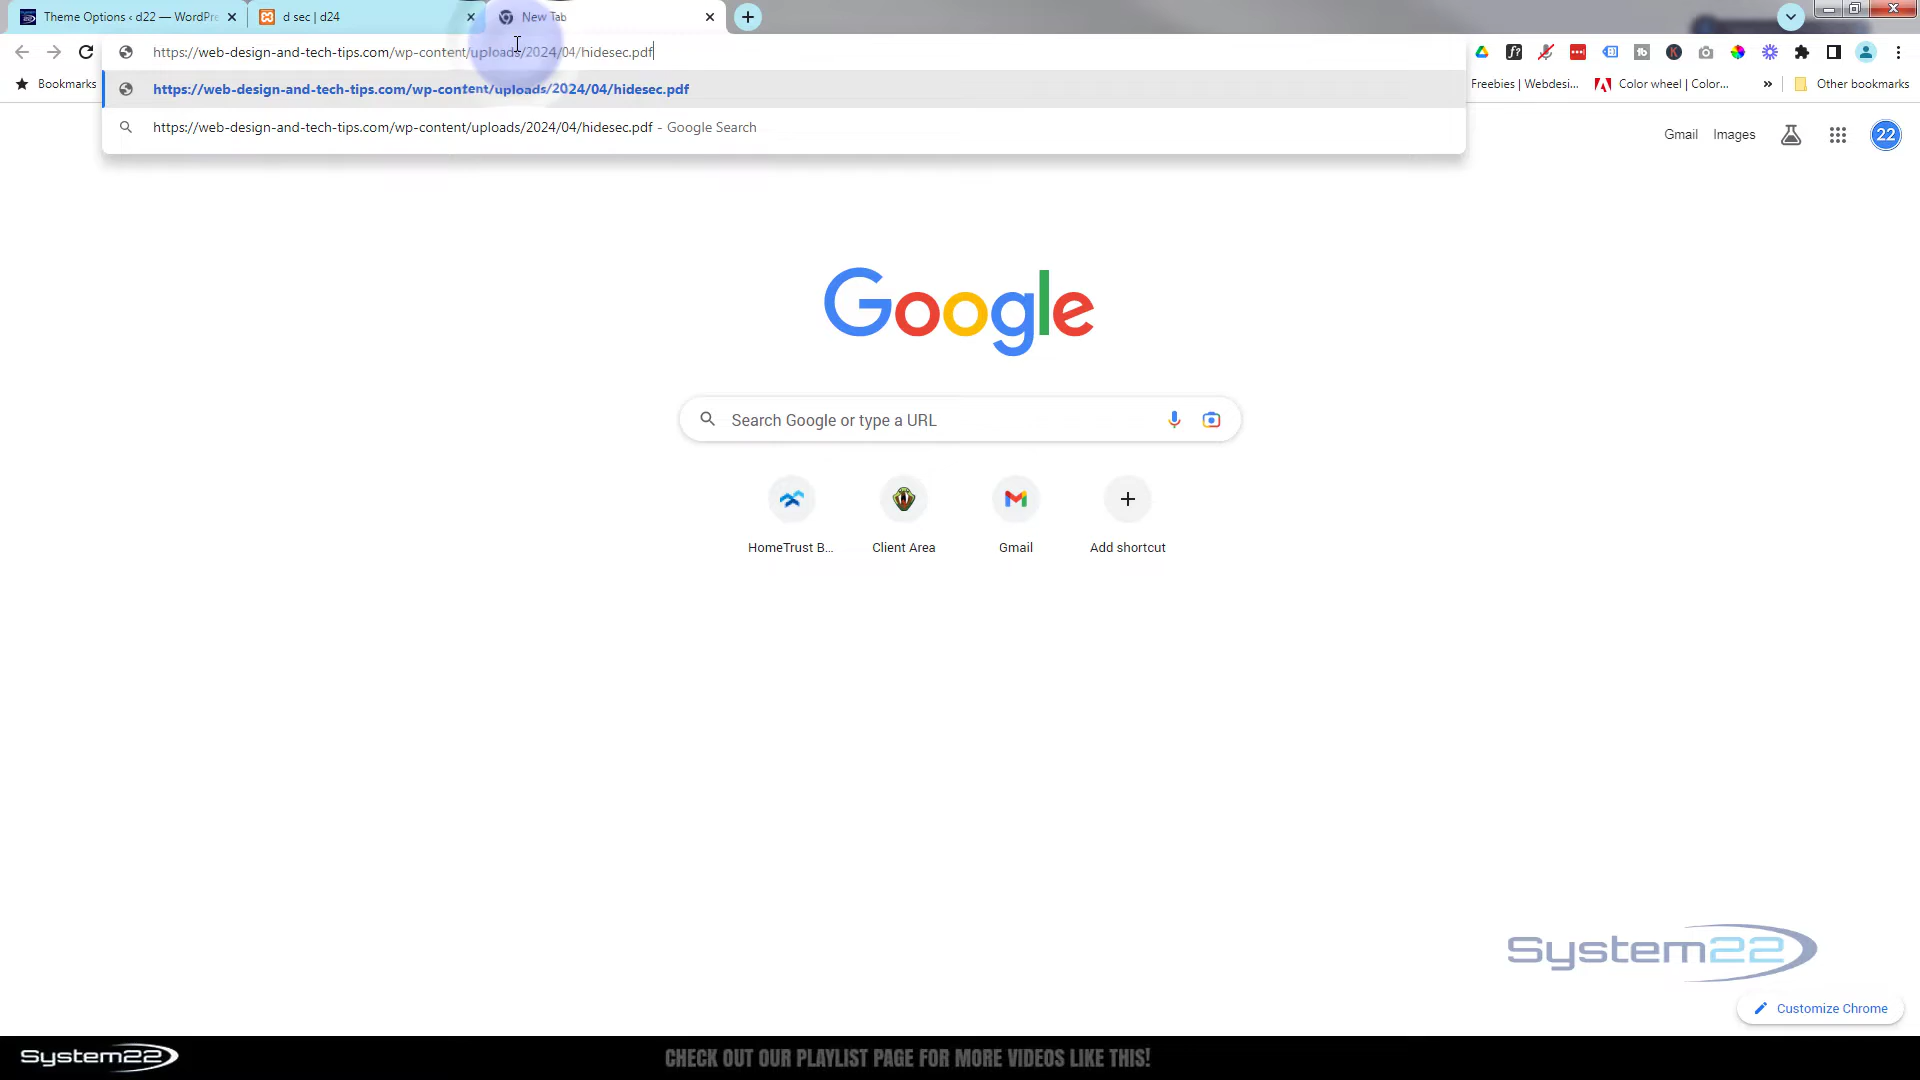 Theme Options ‹ d22 — WordPre
d sec | d24
New Tab
https://web-design-and-tech-tips.com/wp-content/uploads/2024/04/hidesec.pdf
https://web-design-and-tech-tips.com/wp-content/uploads/2024/04/hidesec.pdf
https://web-design-and-tech-tips.com/wp-content/uploads/2024/04/hidesec.pdf - Google Search
Bookmarks
Freebies | Webdesi...
Color wheel | Color...
»
Other bookmarks
Gmail
Images
22
Google
Search Google or type a URL
HomeTrust B...
Client Area
Gmail
Add shortcut
System22
Customize Chrome
System22
CHECK OUT OUR PLAYLIST PAGE FOR MORE VIDEOS LIKE THIS!